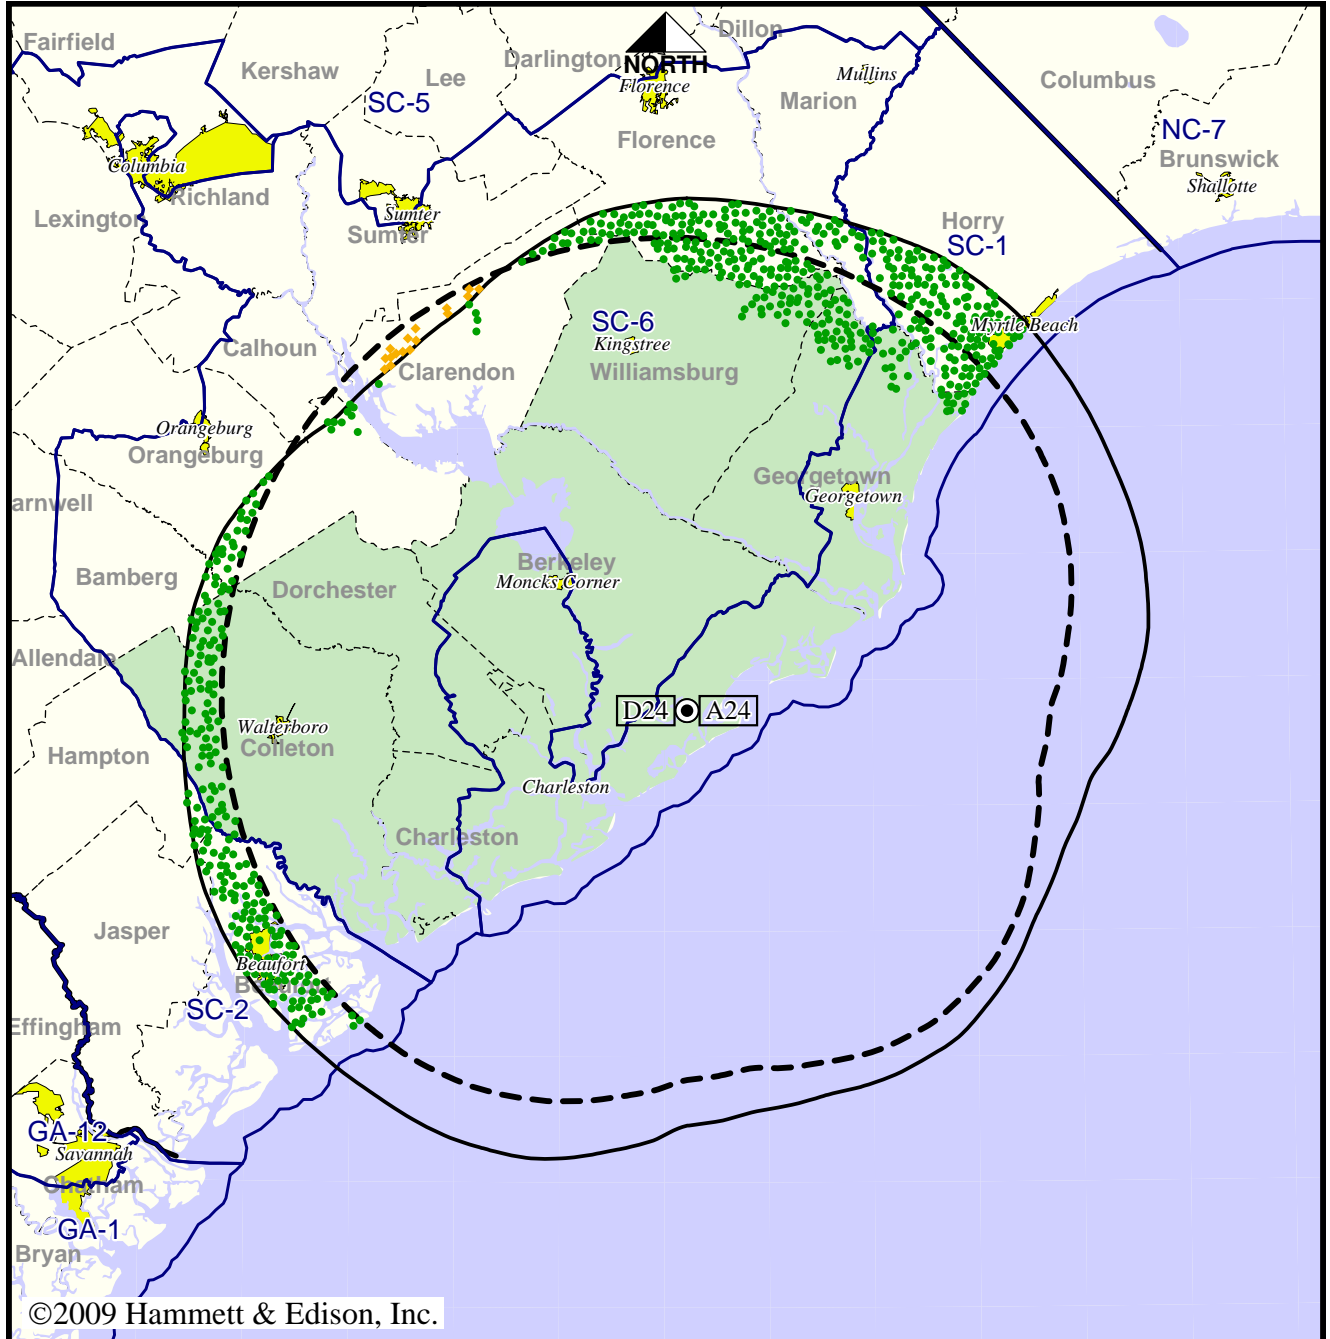 Fairfield
Kershaw
Lee
SC-5
Darlington
Dillon
NORTH
Florence
Mullins
Marion
Columbus
NC-7
Brunswick
Shallotte
Florence
Columbia
Richland
Lexington
Sumter
Sumter
Horry
SC-1
Myrtle Beach
SC-6
Kingstree
Williamsburg
Calhoun
Clarendon
Orangeburg
Orangeburg
Georgetown
Georgetown
arnwell
Bamberg
Berkeley
Moncks Corner
Dorchester
Allendale
D24
A24
Walterboro
Colleton
Hampton
Charleston
Charleston
Jasper
Beaufort
SC-2
Effingham
GA-12
Savannah
Chatham
GA-1
Bryan
©2009 Hammett & Edison, Inc.